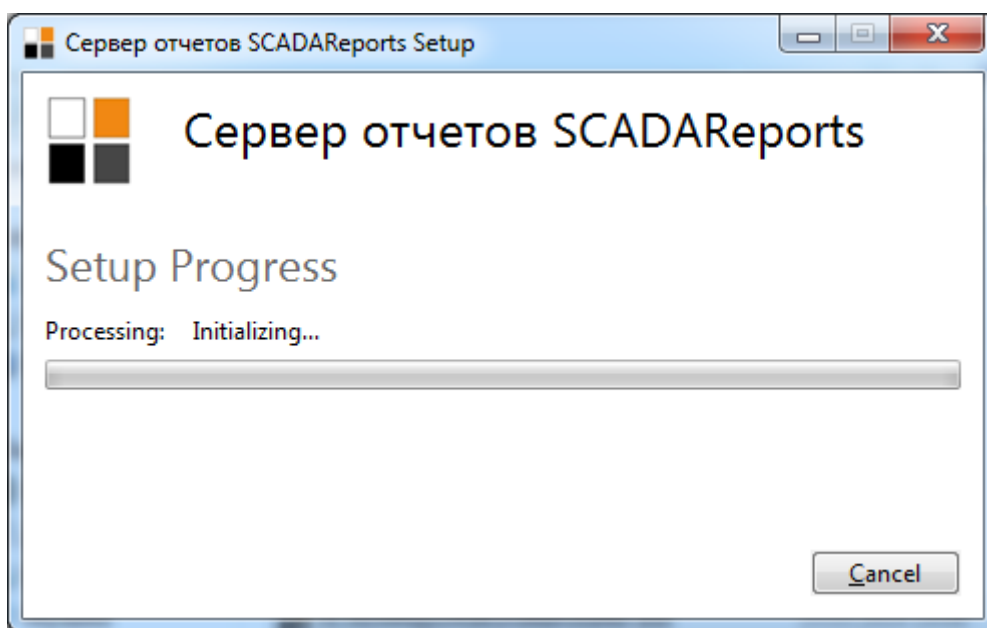 Сервер отчетов SCADAReports Setup
Сервер отчетов SCADAReports
Setup Progress
Processing: Initializing...
Cancel